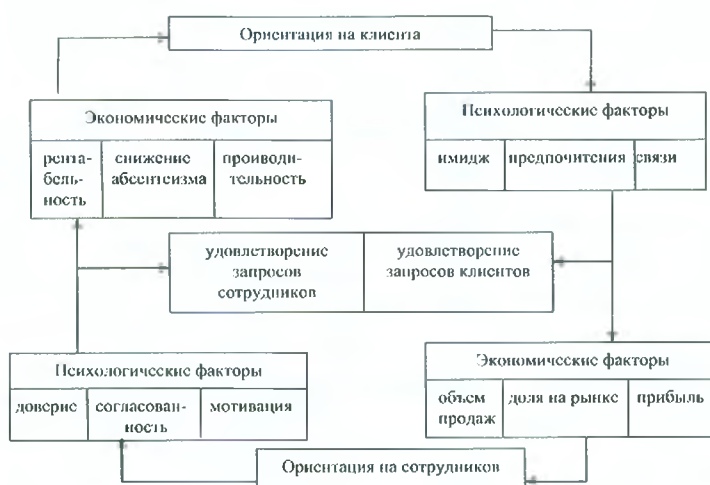 Ориентация на клиента
Экономические факторы
рента-
бель-
ность
снижение
абсентеизма
проиводи-
тельность
Психологические факторы
имидж
предпочитения
связи
удовлетворение
запросов
сотрудников
удовлетворение
запросов клиентов
Психологические факторы
доверие
согласован-
ность
мотивация
Экономические факторы
объем
продаж
доля на рынке
прибыль
Ориентация на сотрудников